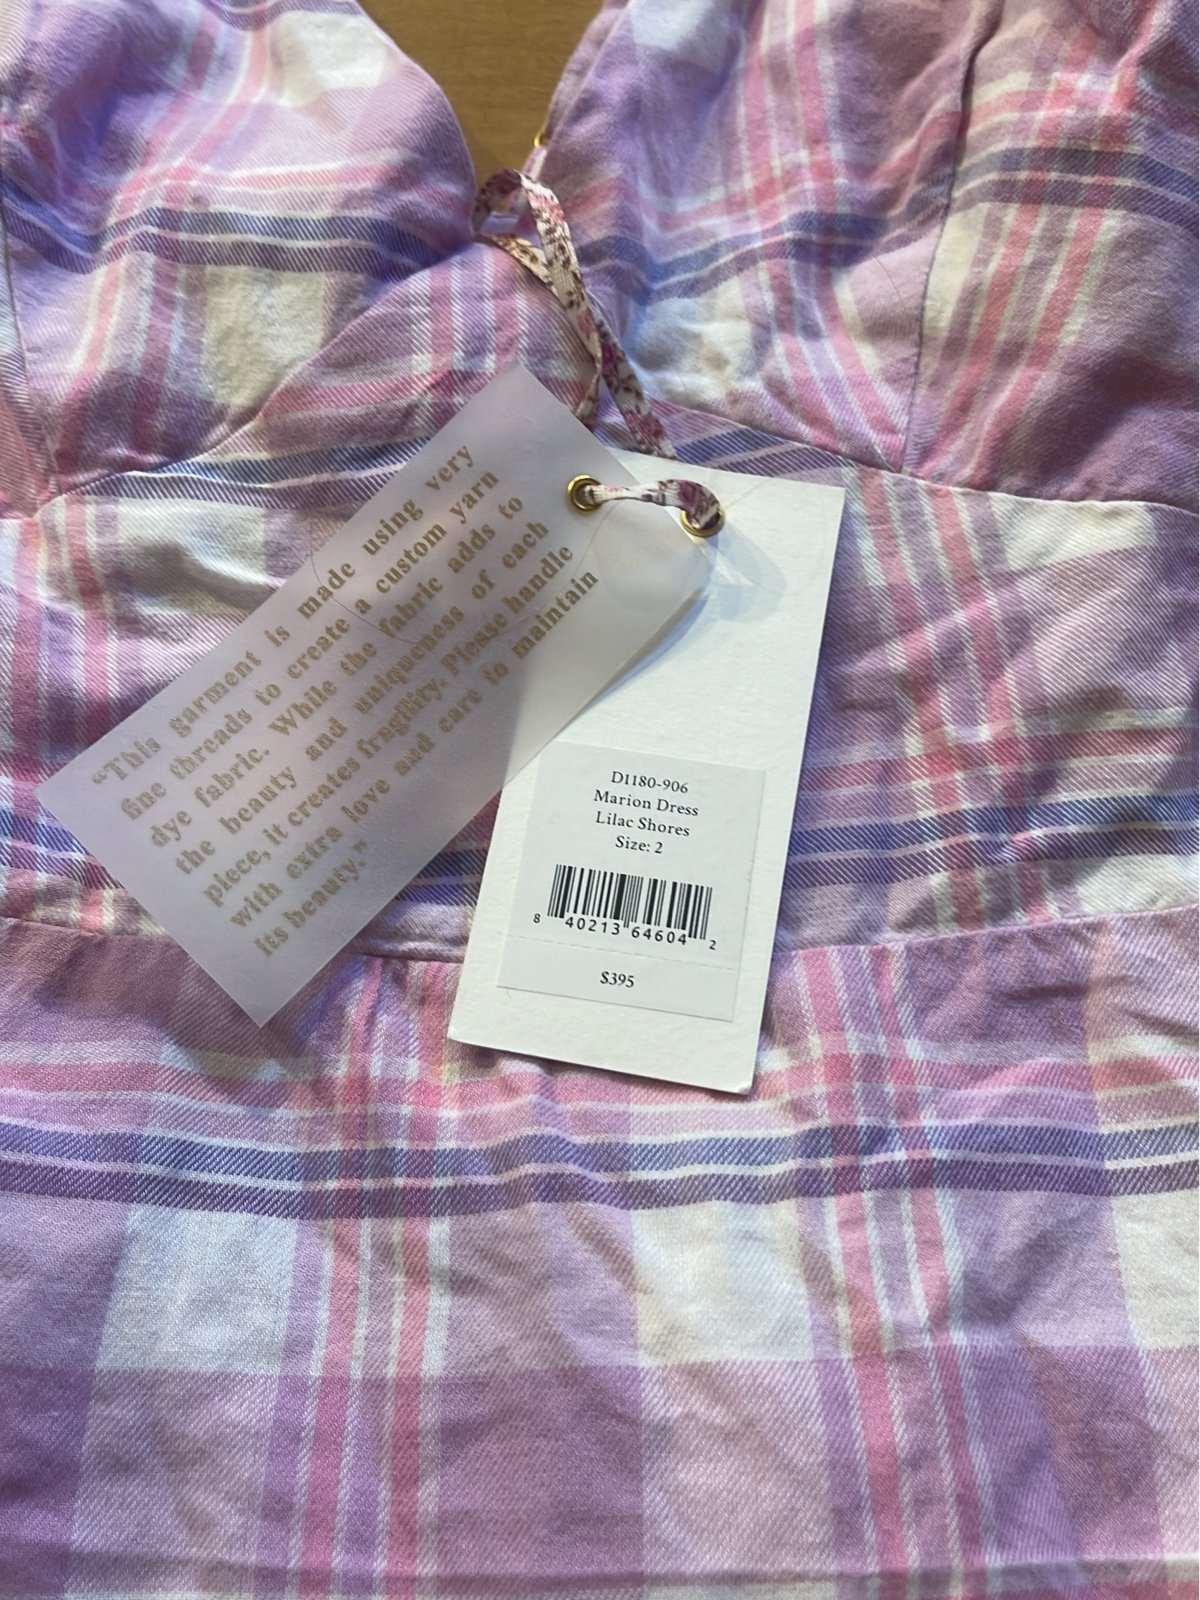 “This garment is made using very
fine threads to create a custom yarn
dye fabric. While the fabric adds to
the beauty and uniqueness of each
piece, it creates fragility. Please handle
with extra love and care to maintain
its beauty.”
D1180-906
Marion Dress
Lilac Shores
Size: 2
8 40213 64604 2
$395